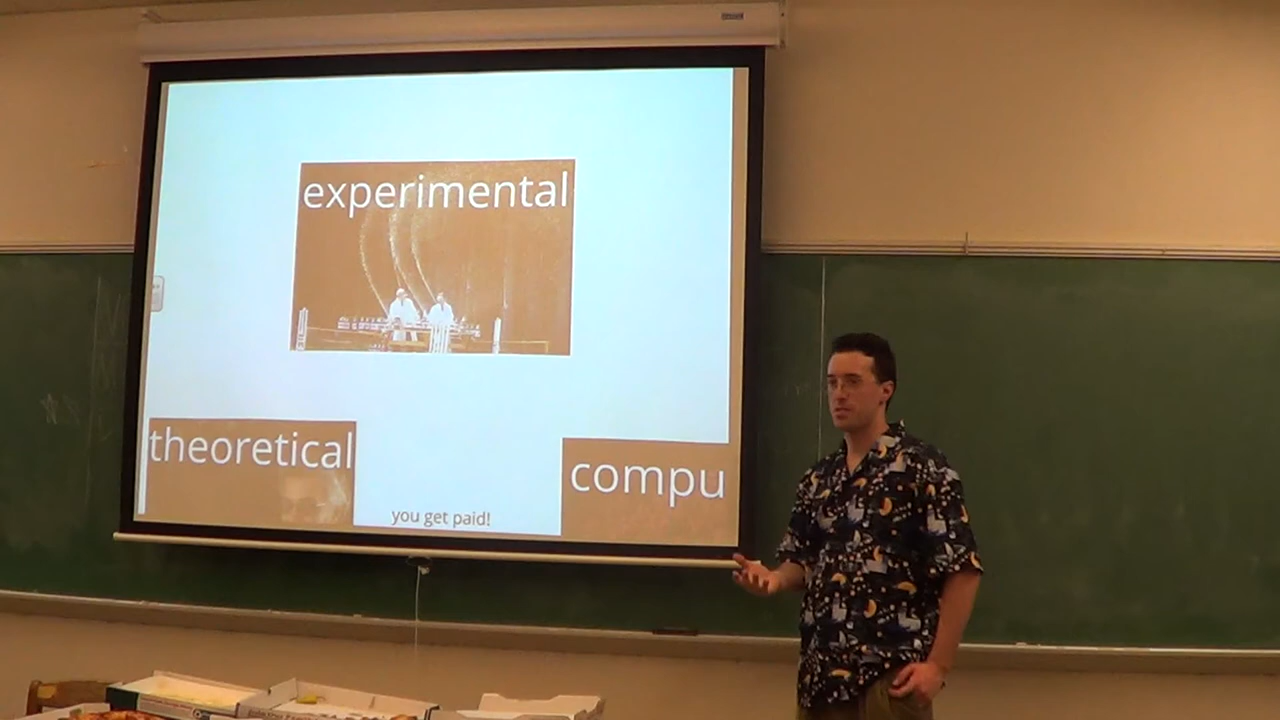 experimental
theoretical
compu
you get paid!